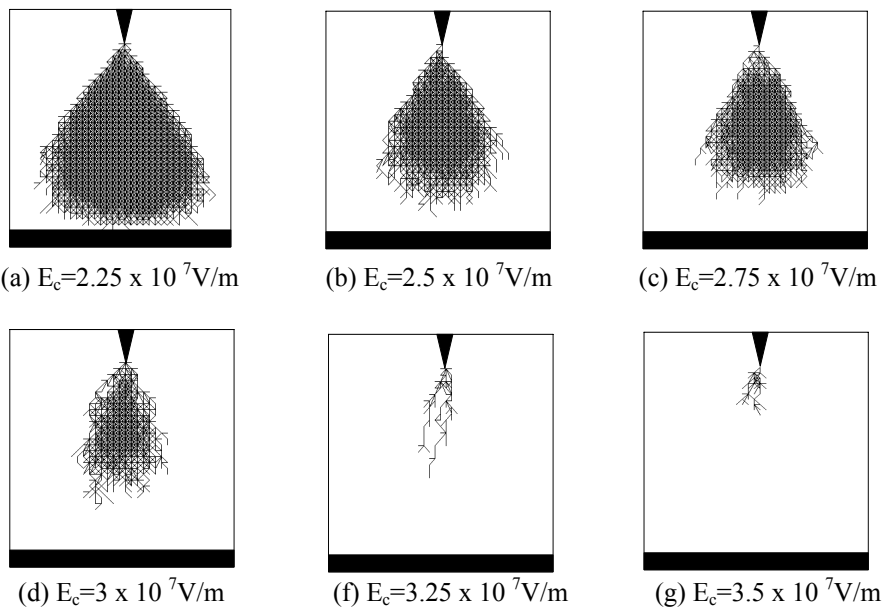 (a) E_c=2.25 x 10 ⁷V/m
(b) E_c=2.5 x 10 ⁷V/m
(c) E_c=2.75 x 10 ⁷V/m
(d) E_c=3 x 10 ⁷V/m
(f) E_c=3.25 x 10 ⁷V/m
(g) E_c=3.5 x 10 ⁷V/m